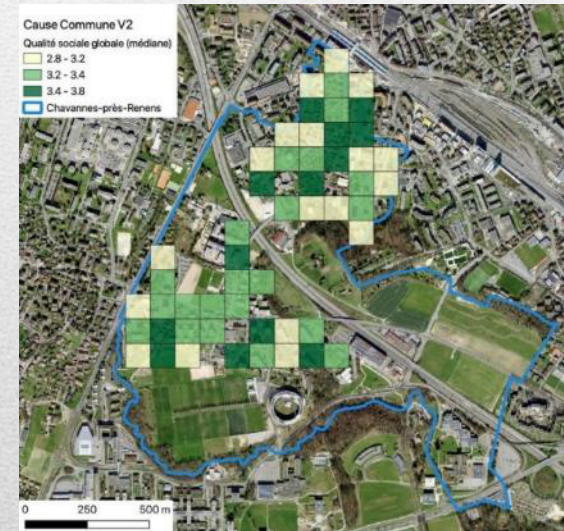 Cause Commune V2
Qualité sociale globale (médiane)
2.8 - 3.2
3.2 - 3.4
3.4 - 3.8
Chavannes-près-Renens
0 250 500 m